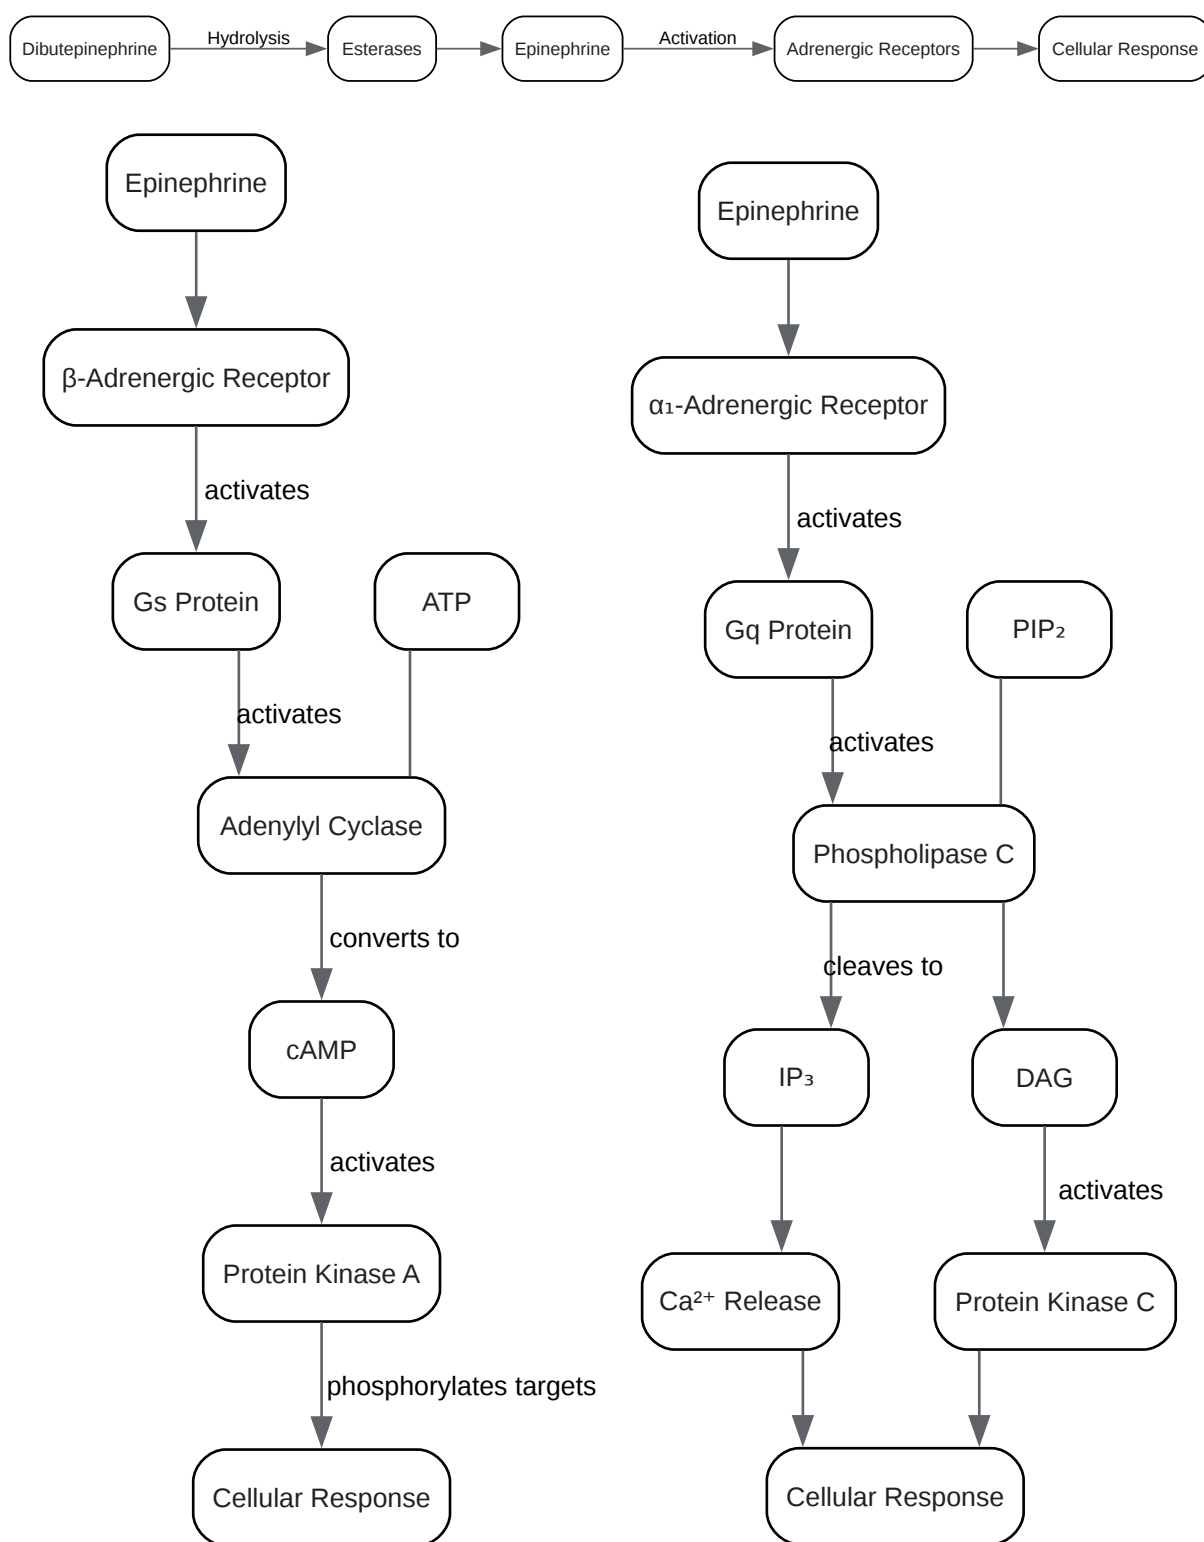 Dibutepinephrine
Hydrolysis
Esterases
Epinephrine
Activation
Adrenergic Receptors
Cellular Response
Epinephrine
β-Adrenergic Receptor
activates
Gs Protein
ATP
activates
Adenylyl Cyclase
converts to
cAMP
activates
Protein Kinase A
phosphorylates targets
Cellular Response
Epinephrine
α₁-Adrenergic Receptor
activates
Gq Protein
PIP₂
activates
Phospholipase C
cleaves to
IP₃
DAG
activates
Ca²⁺ Release
Protein Kinase C
Cellular Response